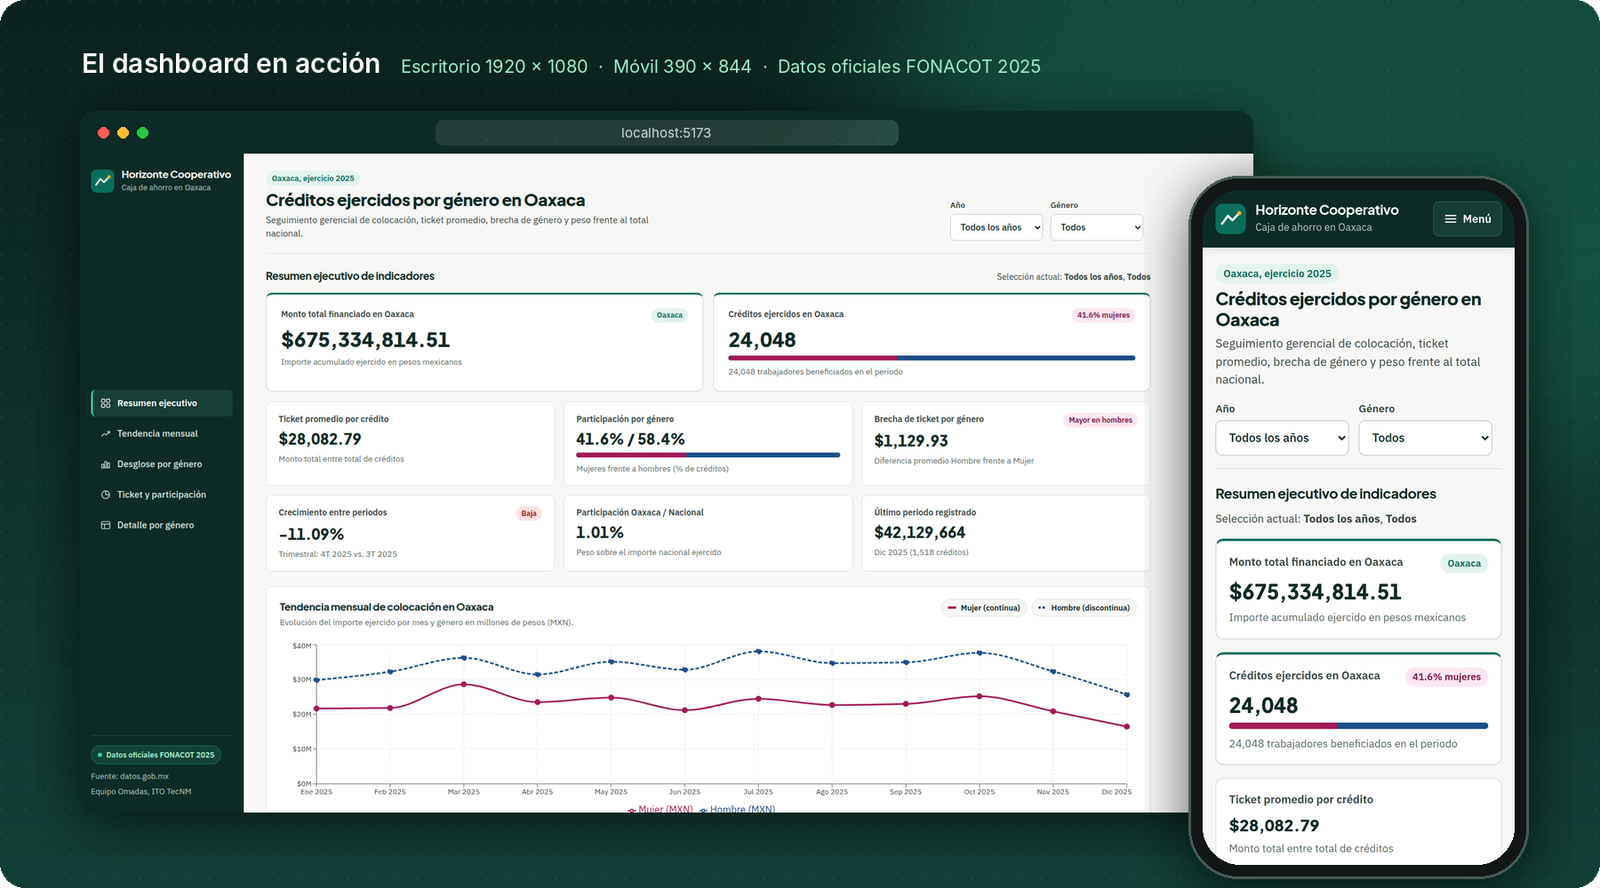 El dashboard en acción Escritorio 1920 × 1080 · Móvil 390 × 844 · Datos oficiales FONACOT 2025
localhost:5173
Horizonte Cooperativo
Caja de ahorro en Oaxaca
Resumen ejecutivo
Tendencia mensual
Desglose por género
Ticket y participación
Detalle por género
Datos oficiales FONACOT 2025
Fuente: datos.gob.mx
Equipo Omadas, ITO TecNM
Oaxaca, ejercicio 2025
Créditos ejercidos por género en Oaxaca
Seguimiento gerencial de colocación, ticket promedio, brecha de género y peso frente al total
nacional.
Año Género
Todos los años Todos
Resumen ejecutivo de indicadores
Selección actual: Todos los años, Todos
Monto total financiado en Oaxaca Oaxaca
$675,334,814.51
Importe acumulado ejercido en pesos mexicanos
Créditos ejercidos en Oaxaca 41.6% mujeres
24,048
24,048 trabajadores beneficiados en el periodo
Ticket promedio por crédito
$28,082.79
Monto total entre total de créditos
Participación por género
41.6% / 58.4%
Mujeres frente a hombres (% de créditos)
Brecha de ticket por género Mayor en hombres
$1,129.93
Diferencia promedio Hombre frente a Mujer
Crecimiento entre periodos Baja
-11.09%
Trimestral: 4T 2025 vs. 3T 2025
Participación Oaxaca / Nacional
1.01%
Peso sobre el importe nacional ejercido
Último periodo registrado
$42,129,664
Dic 2025 (1,518 créditos)
Tendencia mensual de colocación en Oaxaca
Evolución del importe ejercido por mes y género en millones de pesos (MXN).
Mujer (continua) Hombre (discontinua)
$40M
$30M
$20M
$10M
$0M
Ene 2025 Feb 2025 Mar 2025 Abr 2025 May 2025 Jun 2025 Jul 2025 Ago 2025 Sep 2025 Oct 2025 Nov 2025 Dic 2025
Mujer (MXN) Hombre (MXN)
Horizonte Cooperativo
Caja de ahorro en Oaxaca
Menú
Oaxaca, ejercicio 2025
Créditos ejercidos por género en
Oaxaca
Seguimiento gerencial de colocación, ticket
promedio, brecha de género y peso frente al total
nacional.
Año Género
Todos los años Todos
Resumen ejecutivo de indicadores
Selección actual: Todos los años, Todos
Monto total financiado en Oaxaca Oaxaca
$675,334,814.51
Importe acumulado ejercido en pesos mexicanos
Créditos ejercidos en Oaxaca 41.6% mujeres
24,048
24,048 trabajadores beneficiados en el periodo
Ticket promedio por crédito
$28,082.79
Monto total entre total de créditos